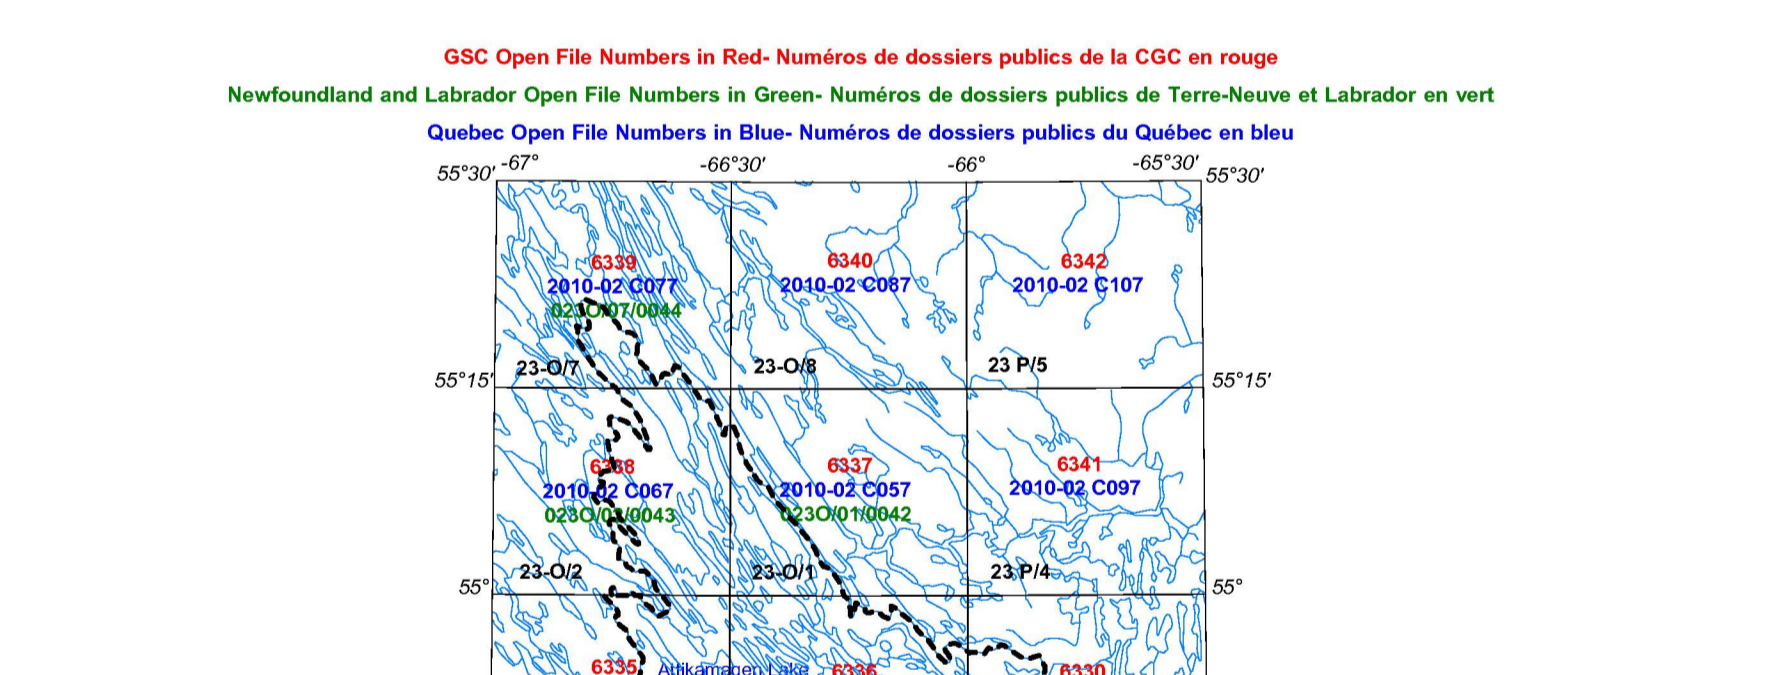 GSC Open File Numbers in Red- Numéros de dossiers publics de la CGC en rouge
Newfoundland and Labrador Open File Numbers in Green- Numéros de dossiers publics de Terre-Neuve et Labrador en vert
Quebec Open File Numbers in Blue- Numéros de dossiers publics du Québec en bleu
-67° -66°30' -66° -65°30'
55°30' 55°30'
6339 6340 6342
2010-02 C077 2010-02 C087 2010-02 C107
023O/07/0044
23-O/7 23-O/8 23 P/5
55°15' 55°15'
6338 6337 6341
2010-02 C067 2010-02 C057 2010-02 C097
023O/02/0043 023O/01/0042
23-O/2 23-O/1 23 P/4
55° 55°
6335 Attikamagen Lake 6336 6330